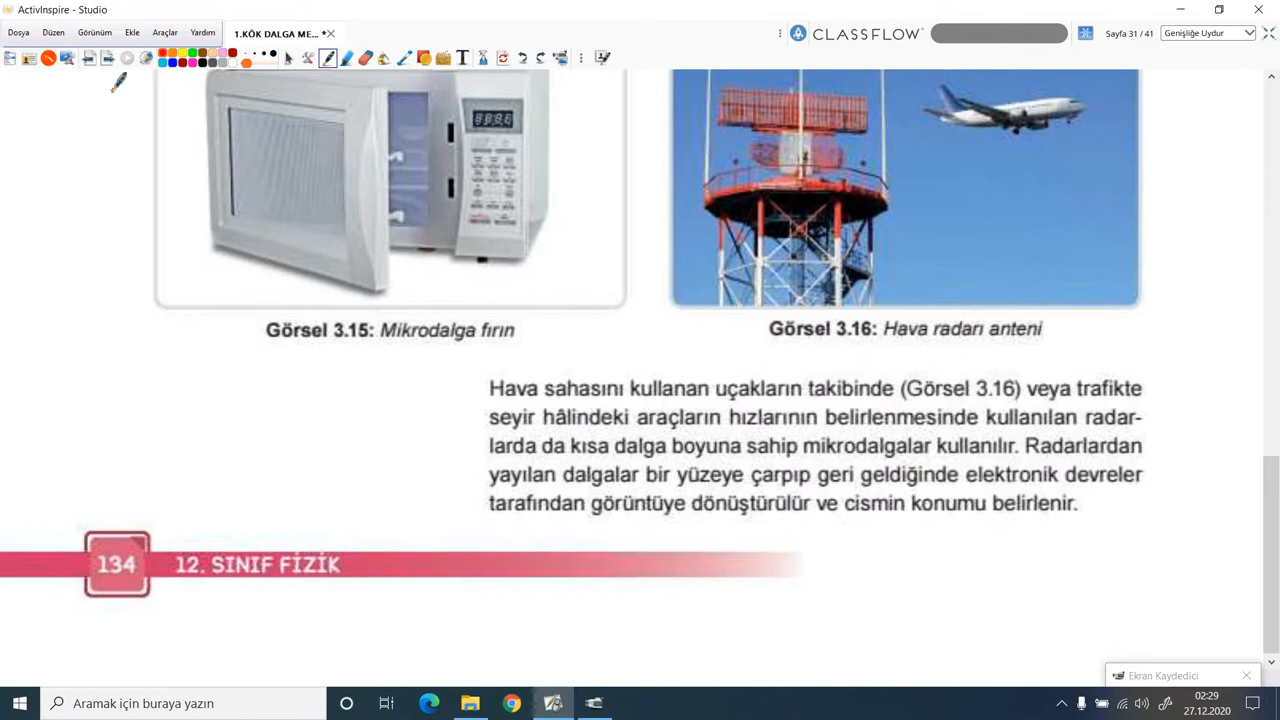 ActivInspire - Studio
Dosya Düzen Görünüm Ekle Araçlar Yardım
1.KÖK DALGA ME... *
CLASSFLOW
Sayfa 31 / 41
Genişliğe Uydur
Görsel 3.15: Mikrodalga fırın
Görsel 3.16: Hava radarı anteni
Hava sahasını kullanan uçakların takibinde (Görsel 3.16) veya trafikte
seyir hâlindeki araçların hızlarının belirlenmesinde kullanılan radar-
larda da kısa dalga boyuna sahip mikrodalgalar kullanılır. Radarlardan
yayılan dalgalar bir yüzeye çarpıp geri geldiğinde elektronik devreler
tarafından görüntüye dönüştürülür ve cismin konumu belirlenir.
134 12. SINIF FİZİK
Ekran Kaydedici
Aramak için buraya yazın
02:29
27.12.2020